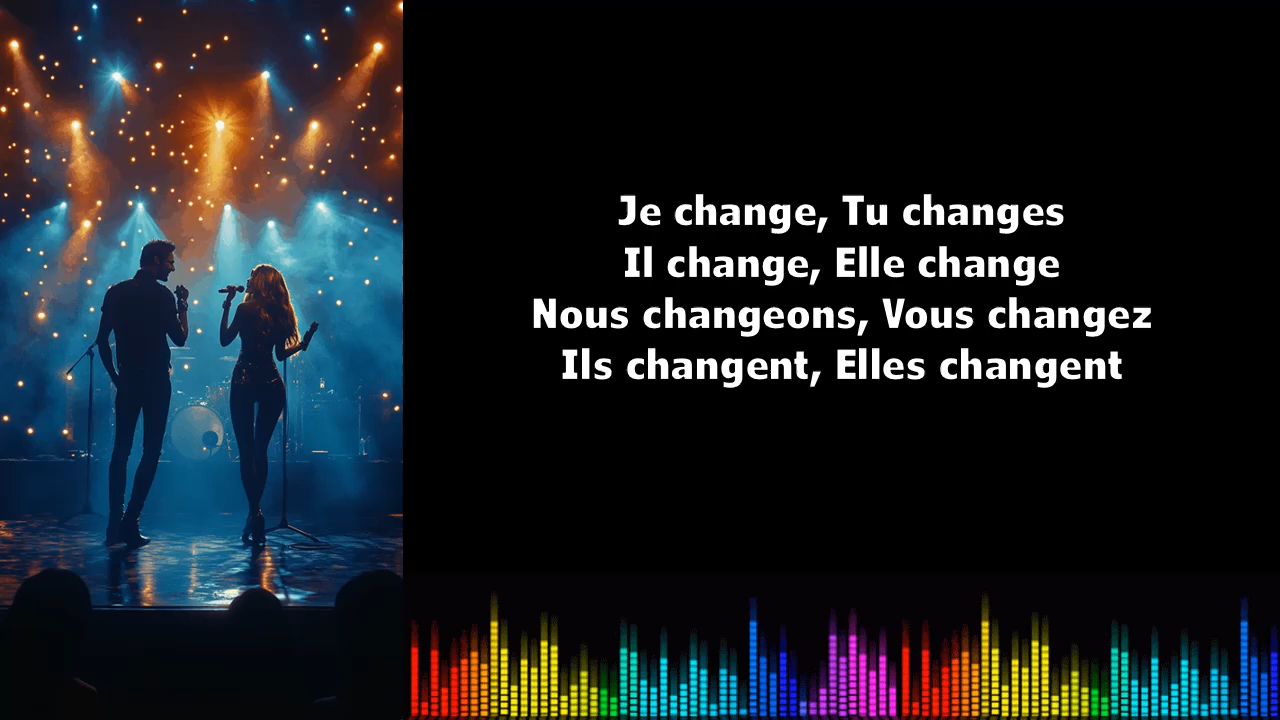 Je change, Tu changes
Il change, Elle change
Nous changeons, Vous changez
Ils changent, Elles changent